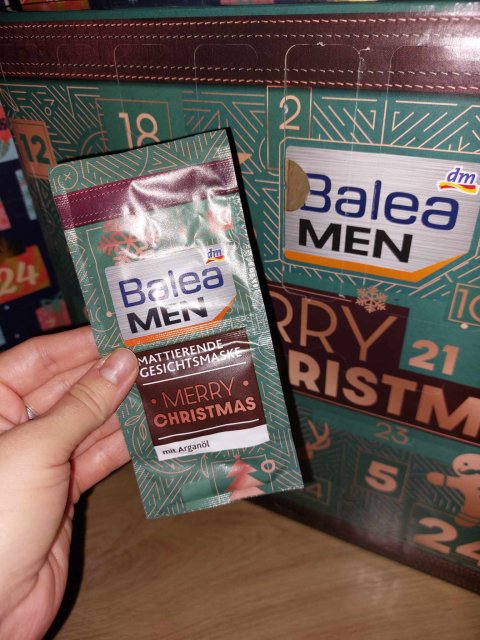 12
18
2
dm
Balea
MEN
24
10
RRY
21
RISTM
23
5
24
dm
Balea
MEN
MATTIERENDE
GESICHTSMASKE
• MERRY •
CHRISTMAS
mit Arganöl